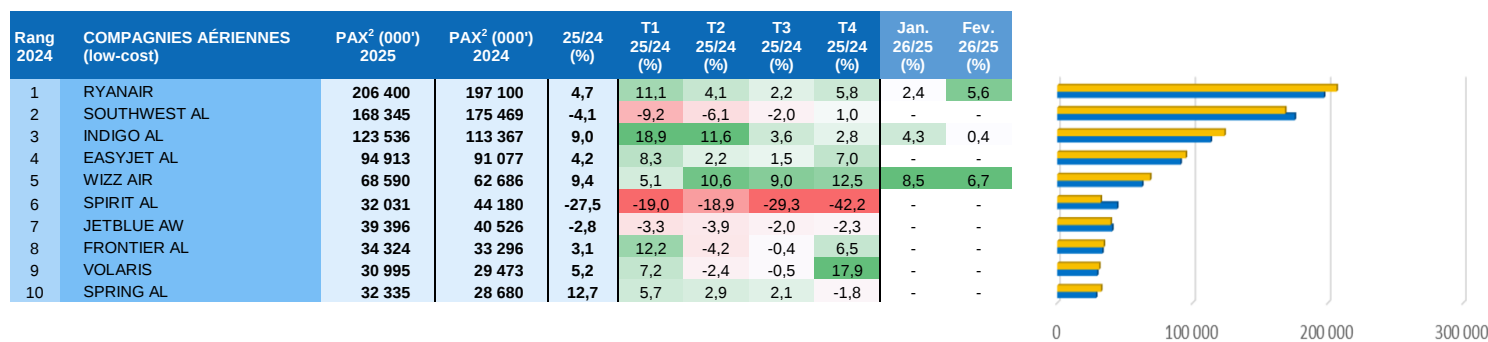 Rang 2024 COMPAGNIES AÉRIENNES (low-cost) PAX² (000') 2025 PAX² (000') 2024 25/24 (%) T1 25/24 (%) T2 25/24 (%) T3 25/24 (%) T4 25/24 (%) Jan. 26/25 (%) Fev. 26/25 (%)
1 RYANAIR 206 400 197 100 4,7 11,1 4,1 2,2 5,8 2,4 5,6
2 SOUTHWEST AL 168 345 175 469 -4,1 -9,2 -6,1 -2,0 1,0 - -
3 INDIGO AL 123 536 113 367 9,0 18,9 11,6 3,6 2,8 4,3 0,4
4 EASYJET AL 94 913 91 077 4,2 8,3 2,2 1,5 7,0 - -
5 WIZZ AIR 68 590 62 686 9,4 5,1 10,6 9,0 12,5 8,5 6,7
6 SPIRIT AL 32 031 44 180 -27,5 -19,0 -18,9 -29,3 -42,2 - -
7 JETBLUE AW 39 396 40 526 -2,8 -3,3 -3,9 -2,0 -2,3 - -
8 FRONTIER AL 34 324 33 296 3,1 12,2 -4,2 -0,4 6,5 - -
9 VOLARIS 30 995 29 473 5,2 7,2 -2,4 -0,5 17,9 - -
10 SPRING AL 32 335 28 680 12,7 5,7 2,9 2,1 -1,8 - -
0 100 000 200 000 300 000